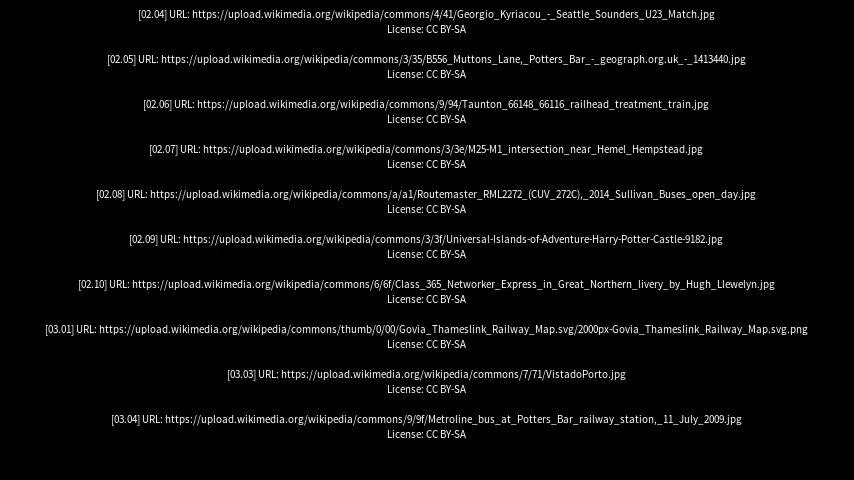 [02.04] URL: https://upload.wikimedia.org/wikipedia/commons/4/41/Georgio_Kyriacou_-_Seattle_Sounders_U23_Match.jpg
License: CC BY-SA
[02.05] URL: https://upload.wikimedia.org/wikipedia/commons/3/35/B556_Muttons_Lane,_Potters_Bar_-_geograph.org.uk_-_1413440.jpg
License: CC BY-SA
[02.06] URL: https://upload.wikimedia.org/wikipedia/commons/9/94/Taunton_66148_66116_railhead_treatment_train.jpg
License: CC BY-SA
[02.07] URL: https://upload.wikimedia.org/wikipedia/commons/3/3e/M25-M1_intersection_near_Hemel_Hempstead.jpg
License: CC BY-SA
[02.08] URL: https://upload.wikimedia.org/wikipedia/commons/a/a1/Routemaster_RML2272_(CUV_272C),_2014_Sullivan_Buses_open_day.jpg
License: CC BY-SA
[02.09] URL: https://upload.wikimedia.org/wikipedia/commons/3/3f/Universal-Islands-of-Adventure-Harry-Potter-Castle-9182.jpg
License: CC BY-SA
[02.10] URL: https://upload.wikimedia.org/wikipedia/commons/6/6f/Class_365_Networker_Express_in_Great_Northern_livery_by_Hugh_Llewelyn.jpg
License: CC BY-SA
[03.01] URL: https://upload.wikimedia.org/wikipedia/commons/thumb/0/00/Govia_Thameslink_Railway_Map.svg/2000px-Govia_Thameslink_Railway_Map.svg.png
License: CC BY-SA
[03.03] URL: https://upload.wikimedia.org/wikipedia/commons/7/71/VistadoPorto.jpg
License: CC BY-SA
[03.04] URL: https://upload.wikimedia.org/wikipedia/commons/9/9f/Metroline_bus_at_Potters_Bar_railway_station,_11_July_2009.jpg
License: CC BY-SA